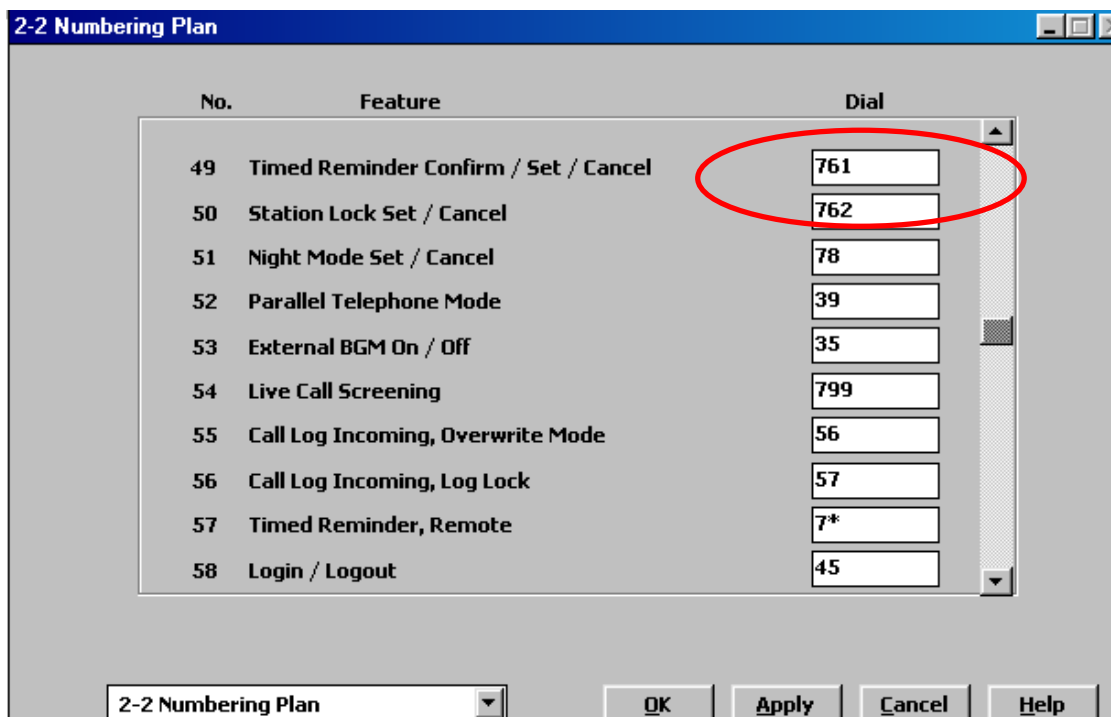 2-2 Numbering Plan
No. Feature Dial
49 Timed Reminder Confirm / Set / Cancel 761
50 Station Lock Set / Cancel 762
51 Night Mode Set / Cancel 78
52 Parallel Telephone Mode 39
53 External BGM On / Off 35
54 Live Call Screening 799
55 Call Log Incoming, Overwrite Mode 56
56 Call Log Incoming, Log Lock 57
57 Timed Reminder, Remote 7*
58 Login / Logout 45
2-2 Numbering Plan OK Apply Cancel Help